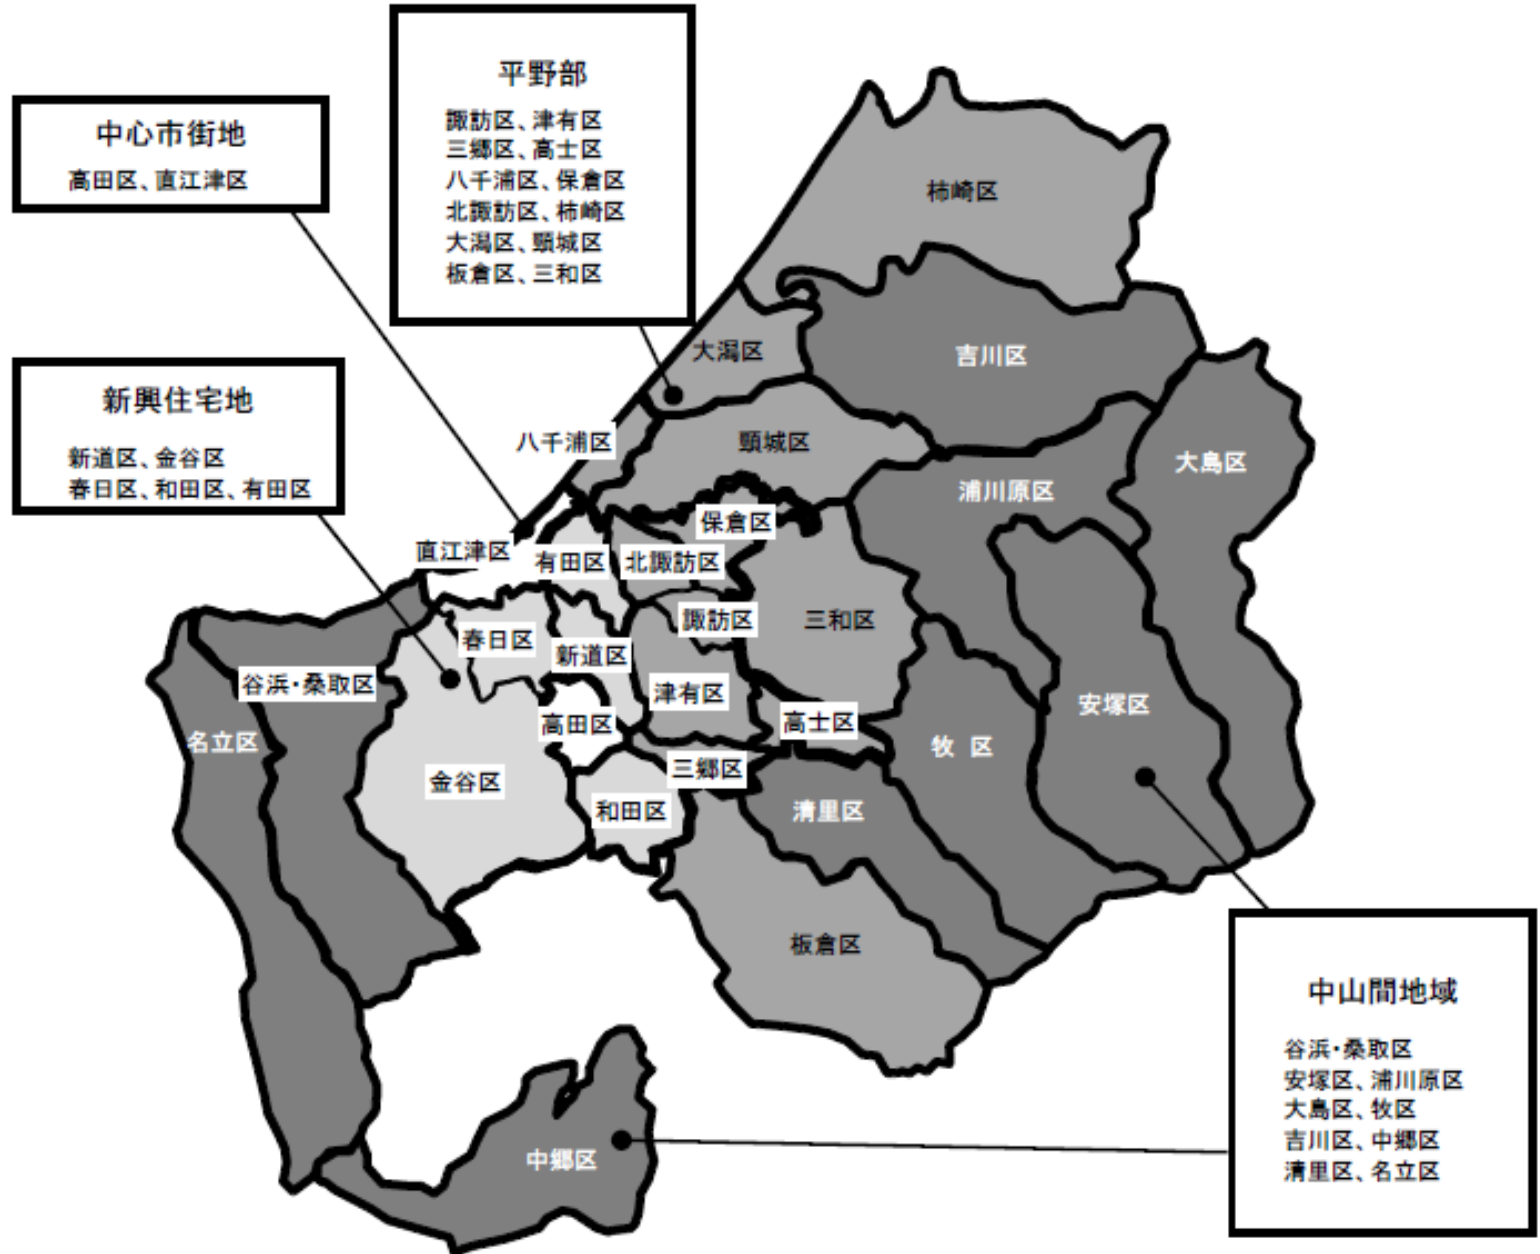 平野部
諏訪区、津有区
三郷区、高士区
八千浦区、保倉区
北諏訪区、柿崎区
大潟区、頸城区
板倉区、三和区
中心市街地
高田区、直江津区
新興住宅地
新道区、金谷区
春日区、和田区、有田区
柿崎区
大潟区
吉川区
八千浦区
頸城区
大島区
浦川原区
保倉区
直江津区
有田区
北諏訪区
諏訪区
三和区
春日区
新道区
谷浜・桑取区
津有区
安塚区
高田区
高士区
名立区
牧 区
三郷区
金谷区
和田区
清里区
板倉区
中郷区
中山間地域
谷浜・桑取区
安塚区、浦川原区
大島区、牧区
吉川区、中郷区
清里区、名立区